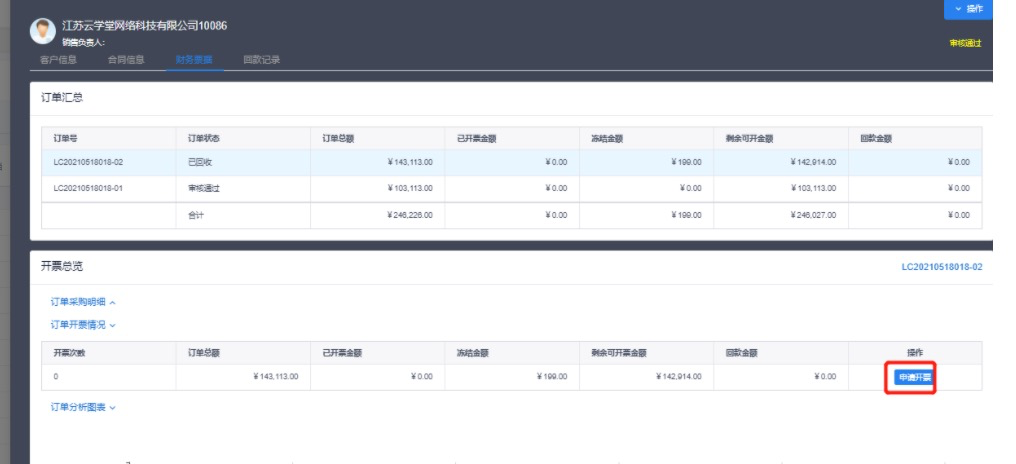 操作
江苏云学堂网络科技有限公司10086
销售负责人:
审核通过
客户信息 合同信息 财务票据 回款记录
订单汇总
订单号 订单状态 订单总额 已开票金额 冻结金额 剩余可开金额 回款金额
LC20210518018-02 已回收 ¥143,113.00 ¥0.00 ¥199.00 ¥142,914.00 ¥0.00
LC20210518018-01 审核通过 ¥103,113.00 ¥0.00 ¥0.00 ¥103,113.00 ¥0.00
合计 ¥246,226.00 ¥0.00 ¥199.00 ¥246,027.00 ¥0.00
开票总览 LC20210518018-02
订单采购明细
订单开票情况
开票次数 订单总额 已开票金额 冻结金额 剩余可开票金额 回款金额 操作
0 ¥143,113.00 ¥0.00 ¥199.00 ¥142,914.00 ¥0.00 申请开票
订单分析图表